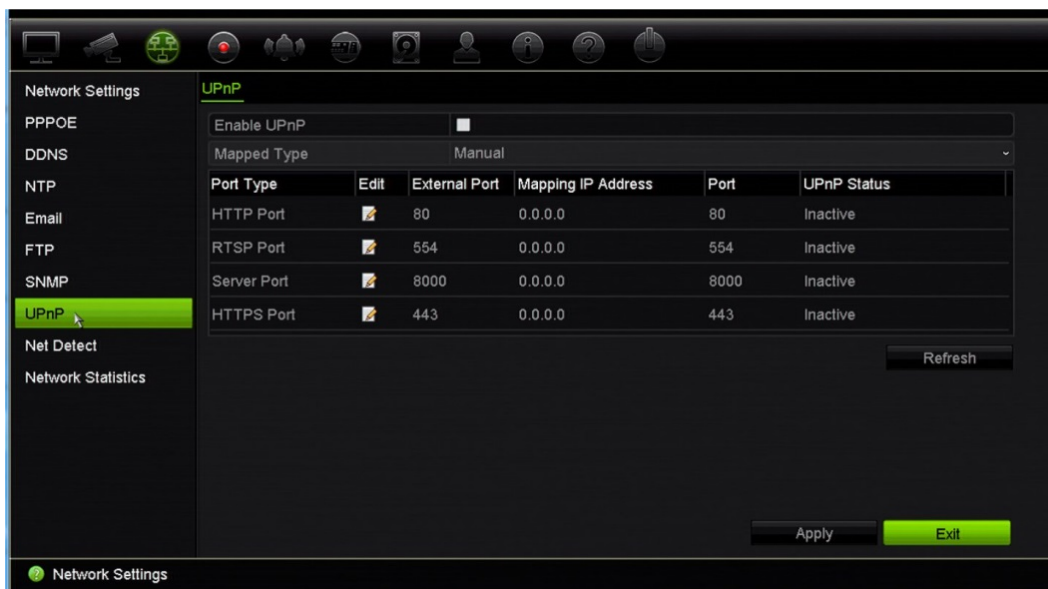 Network Settings
PPPOE
DDNS
NTP
Email
FTP
SNMP
UPnP
Net Detect
Network Statistics
UPnP
Enable UPnP
Mapped Type Manual
Port Type Edit External Port Mapping IP Address Port UPnP Status
HTTP Port 80 0.0.0.0 80 Inactive
RTSP Port 554 0.0.0.0 554 Inactive
Server Port 8000 0.0.0.0 8000 Inactive
HTTPS Port 443 0.0.0.0 443 Inactive
Refresh
Apply Exit
? Network Settings